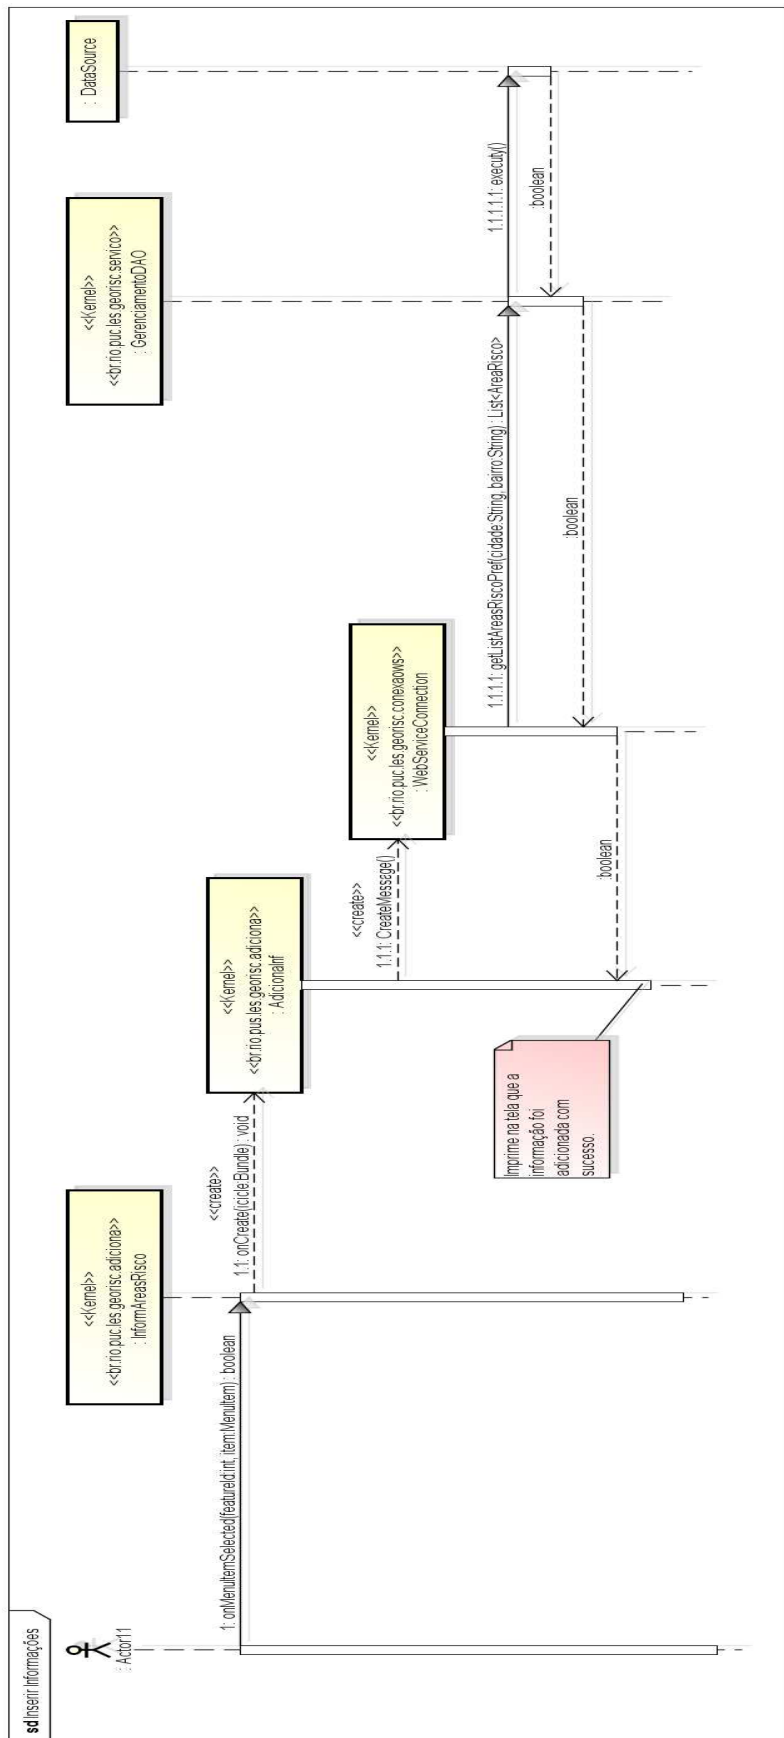 sd Inserir Informações
: Actor11
<<Kernel>>
<<br.rio.puc.les.georisc.adiciona>>
: InformAreasRisco
<<Kernel>>
<<br.rio.pus.les.georisc.adiciona>>
: AdicionaInf
<<Kernel>>
<<br.rio.puc.les.georisc.conexaows>>
: WebServiceConnection
<<Kernel>>
<<br.rio.puc.les.georisc.servico>>
: GerenciamentoDAO
: DataSource
1: onMenuItemSelected(featureId:int, item:MenuItem) : boolean
<<create>>
1.1: onCreate(icicle:Bundle) : void
<<create>>
1.1.1: CreateMessage()
1.1.1.1: getListAreasRiscoPref(cidade:String, bairro:String) : List<AreaRisco>
1.1.1.1.1: executy()
:boolean
:boolean
:boolean
Imprime na tela que a
informação foi
adicionada com
sucesso.